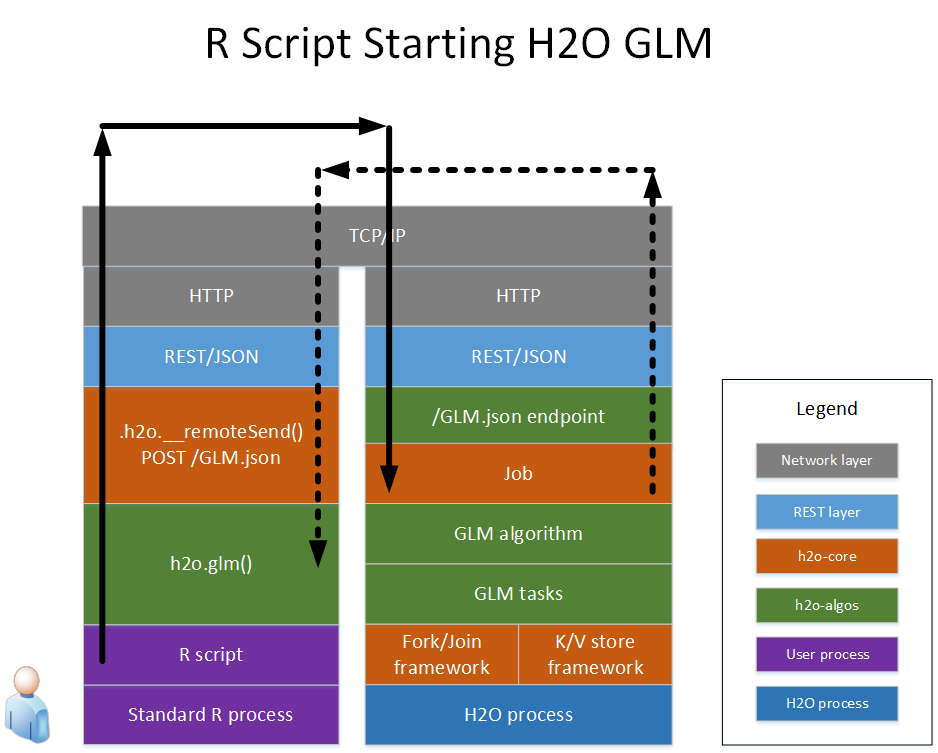 R Script Starting H2O GLM
TCP/IP
HTTP
HTTP
REST/JSON
REST/JSON
.h2o.__remoteSend()
POST /GLM.json
/GLM.json endpoint
Job
h2o.glm()
GLM algorithm
GLM tasks
R script
Fork/Join
framework
K/V store
framework
Standard R process
H2O process
Legend
Network layer
REST layer
h2o-core
h2o-algos
User process
H2O process